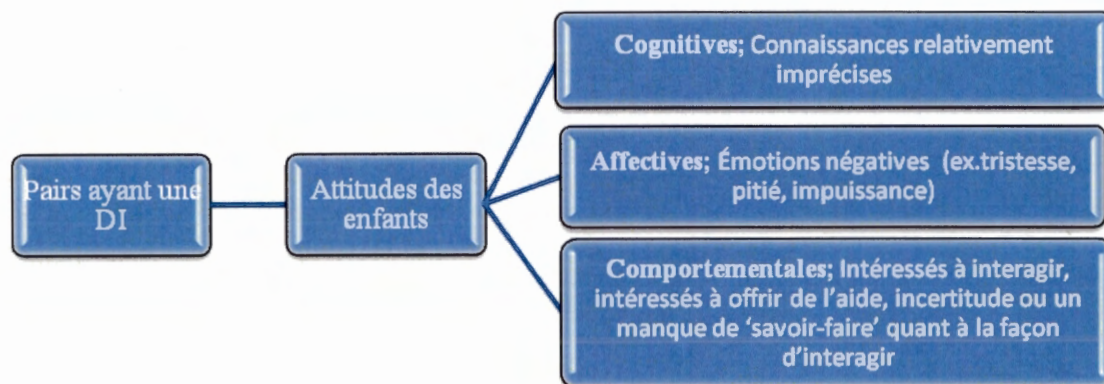 Cognitives; Connaissances relativement
imprécises
Pairs ayant une
DI
Attitudes des
enfants
Affectives; Émotions négatives (ex.tristesse,
pitié, impuissance)
Comportementales; Intéressés à interagir,
intéressés à offrir de l'aide, incertitude ou un
manque de 'savoir-faire' quant à la façon
d'interagir